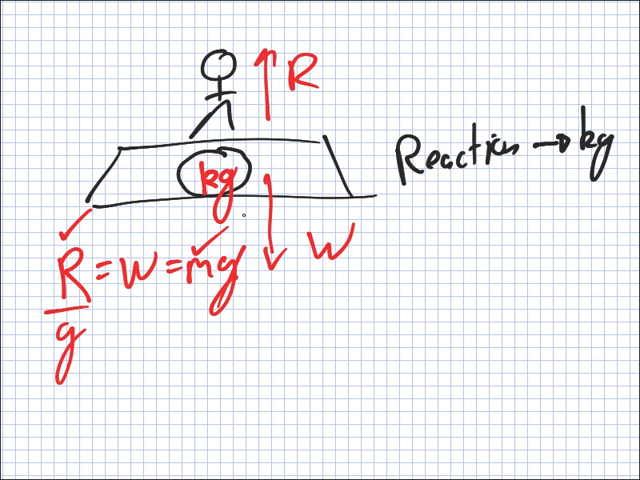 R
Reaction → kg
kg
W
R = W = mg
g